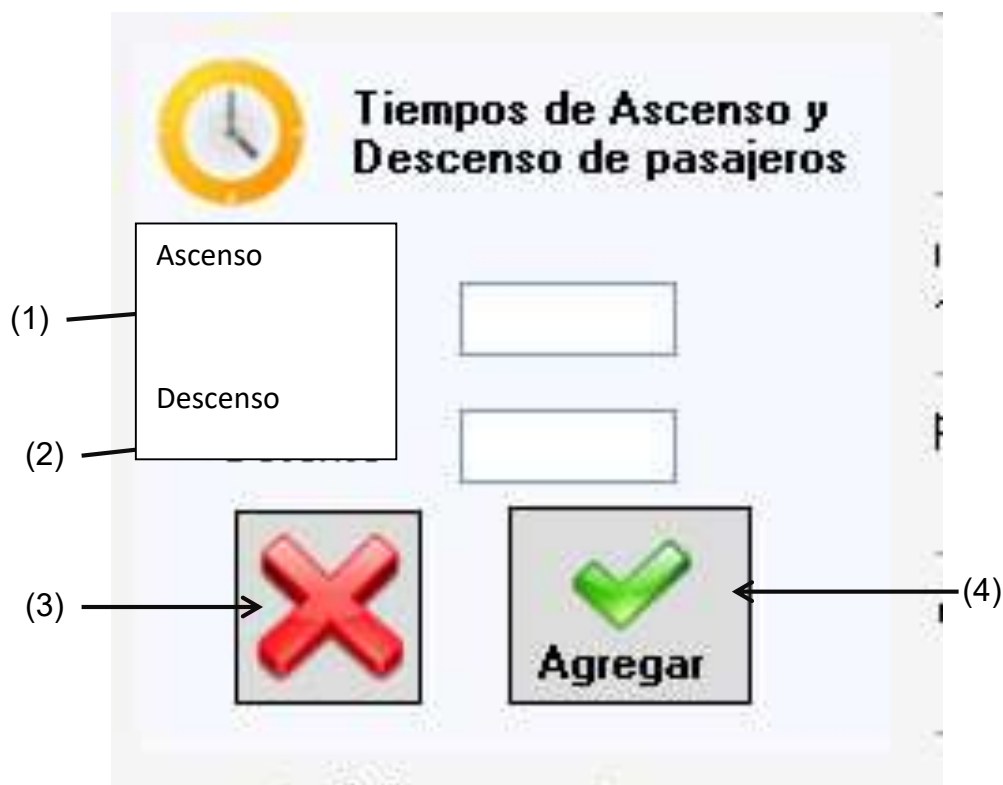 Tiempos de Ascenso y
Descenso de pasajeros
Ascenso
(1)
Descenso
(2)
(3)
(4)
Agregar